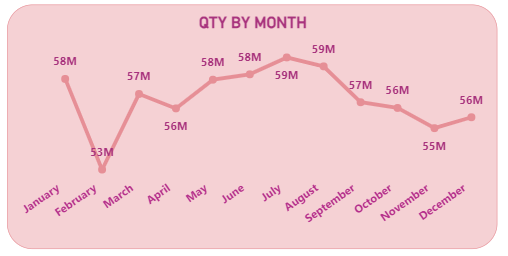 QTY BY MONTH
58M
53M
57M
56M
58M
58M
59M
59M
57M
56M
55M
56M
January
February
March
April
May
June
July
August
September
October
November
December